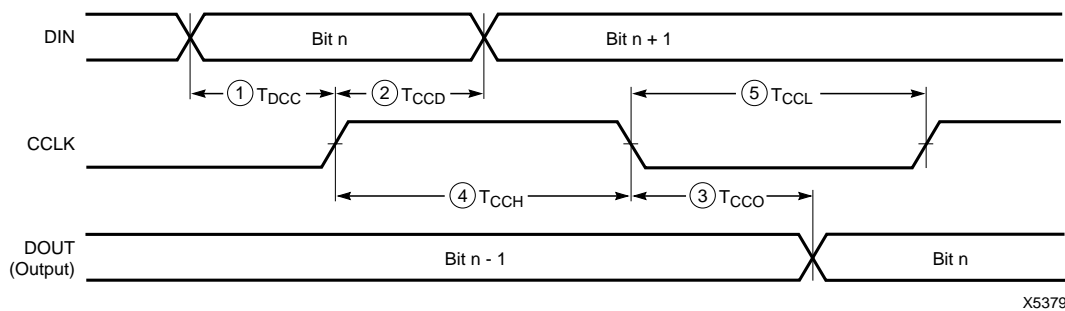 DIN
Bit n
Bit n + 1
1 TDCC
2 TCCD
5 TCCL
CCLK
4 TCCH
3 TCCO
DOUT
(Output)
Bit n - 1
Bit n
X5379